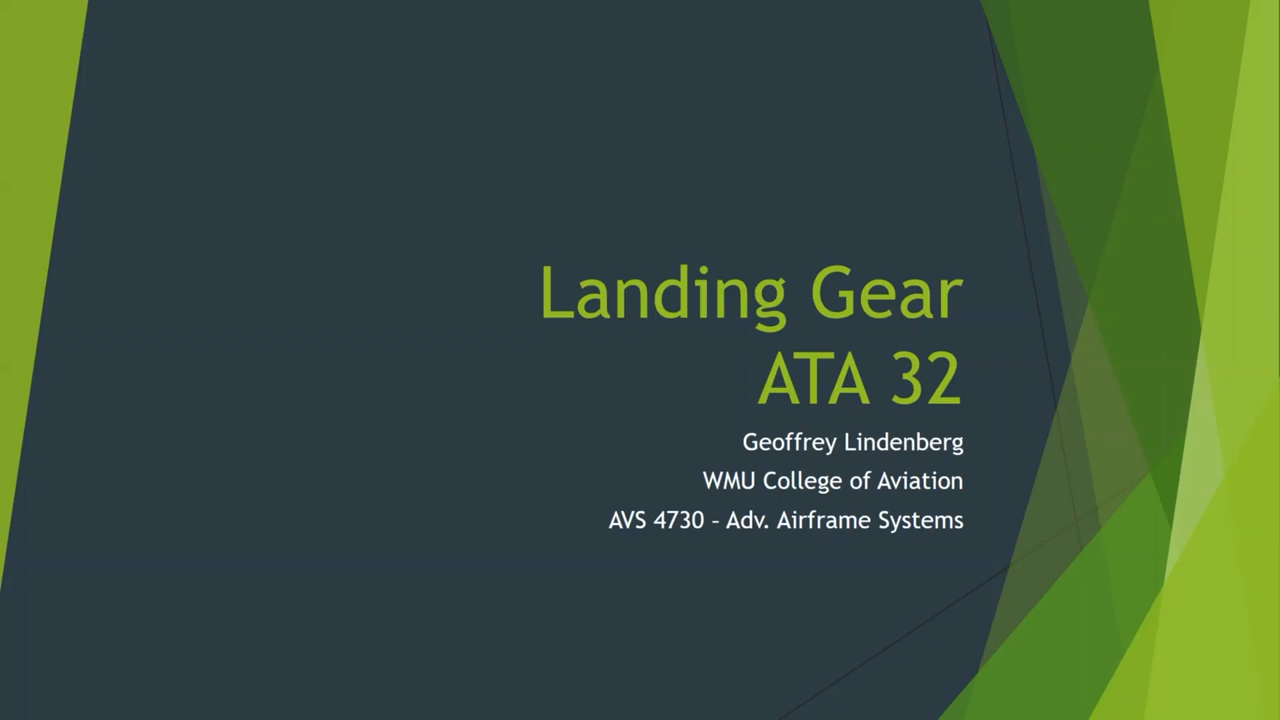 Landing Gear
ATA 32
Geoffrey Lindenberg
WMU College of Aviation
AVS 4730 – Adv. Airframe Systems